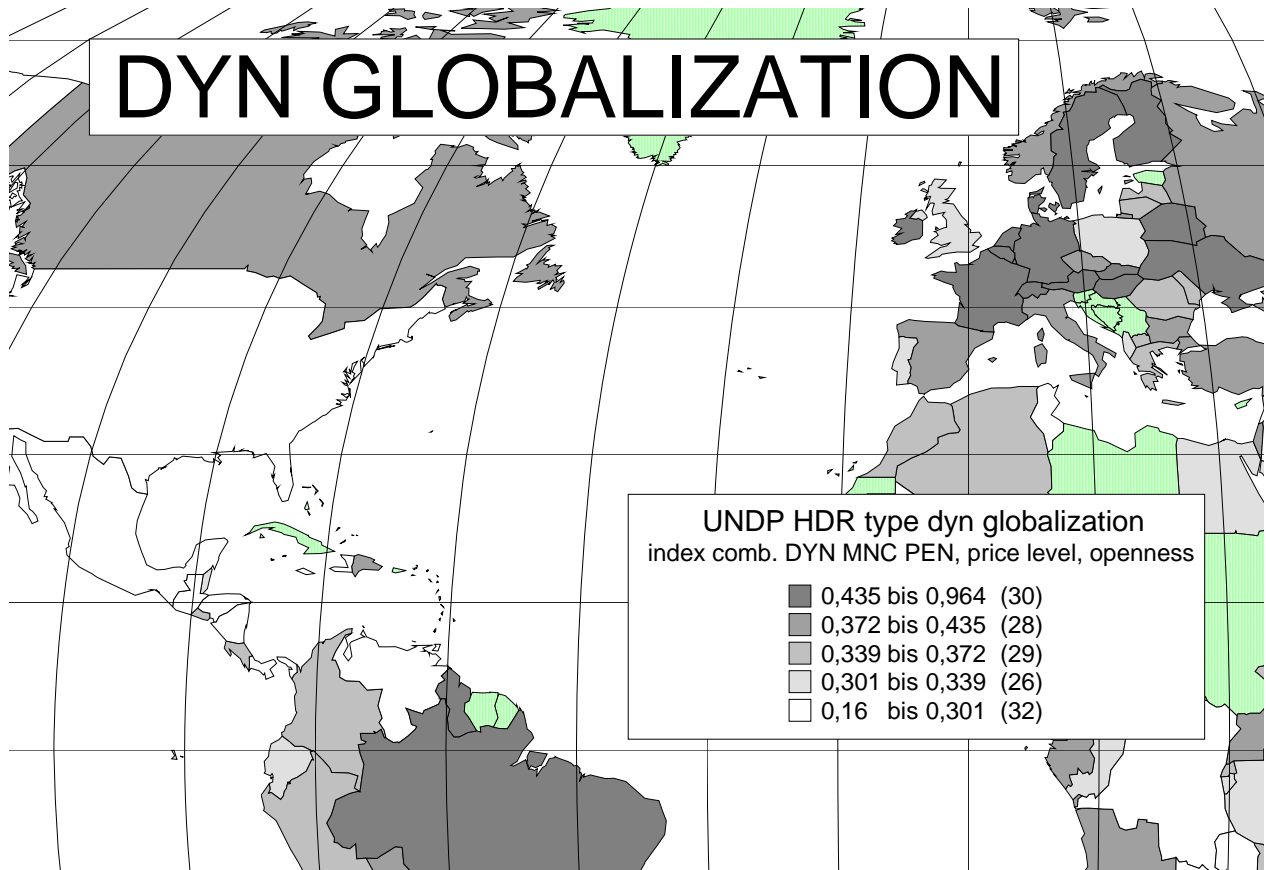 DYN GLOBALIZATION
UNDP HDR type dyn globalization
index comb. DYN MNC PEN, price level, openness
0,435 bis 0,964 (30)
0,372 bis 0,435 (28)
0,339 bis 0,372 (29)
0,301 bis 0,339 (26)
0,16 bis 0,301 (32)